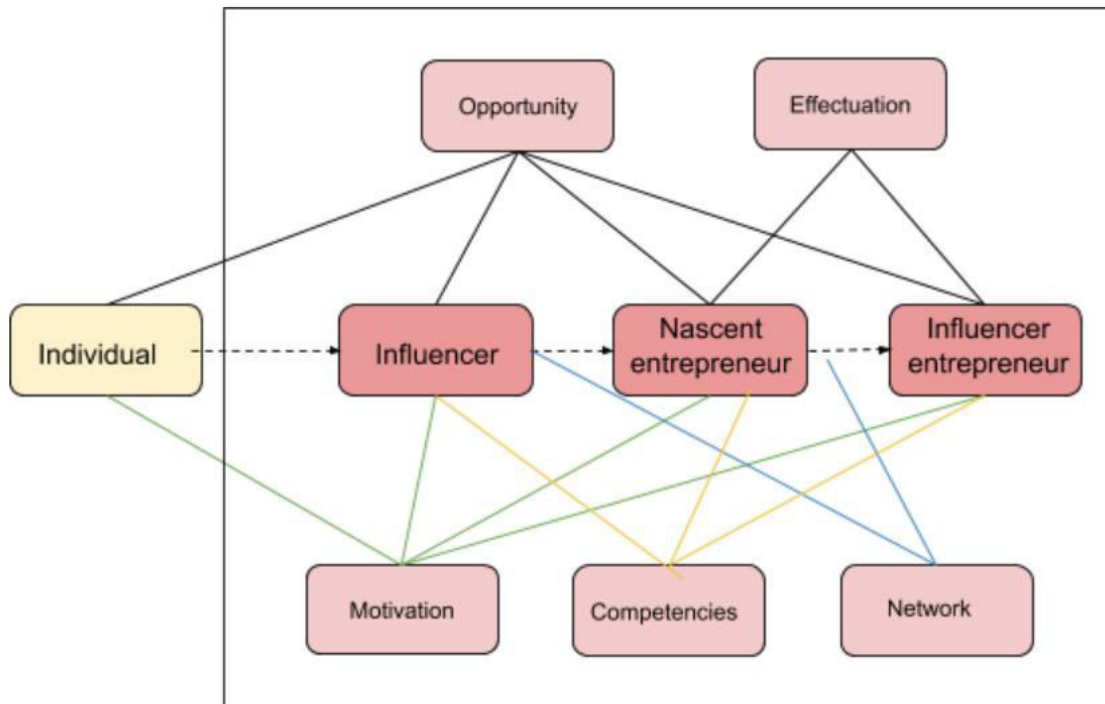 Opportunity
Effectuation
Individual
Influencer
Nascent
entrepreneur
Influencer
entrepreneur
Motivation
Competencies
Network